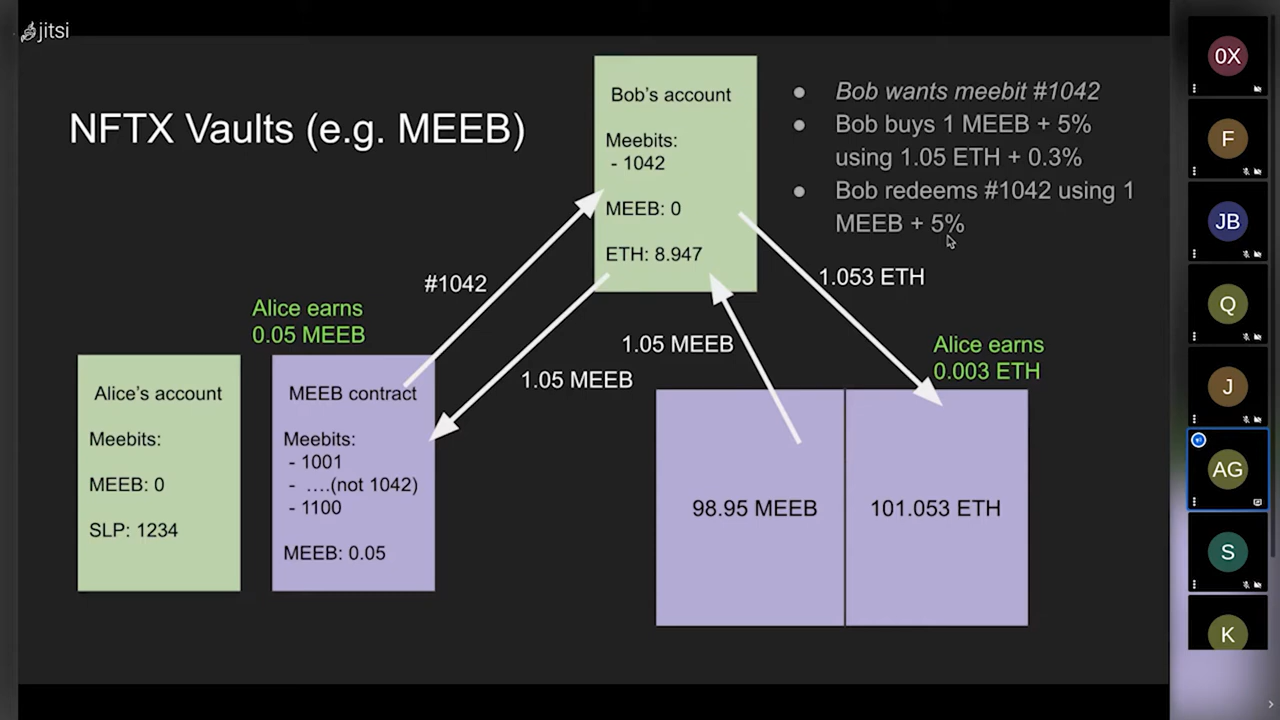 jitsi
NFTX Vaults (e.g. MEEB)
Bob's account
Meebits:
- 1042
MEEB: 0
ETH: 8.947
● Bob wants meebit #1042
● Bob buys 1 MEEB + 5%
using 1.05 ETH + 0.3%
● Bob redeems #1042 using 1
MEEB + 5%
#1042
1.05 MEEB
1.05 MEEB
1.053 ETH
Alice earns
0.05 MEEB
Alice earns
0.003 ETH
Alice's account
Meebits:
MEEB: 0
SLP: 1234
MEEB contract
Meebits:
- 1001
- ....(not 1042)
- 1100
MEEB: 0.05
98.95 MEEB
101.053 ETH
0X
F
JB
Q
J
AG
S
K